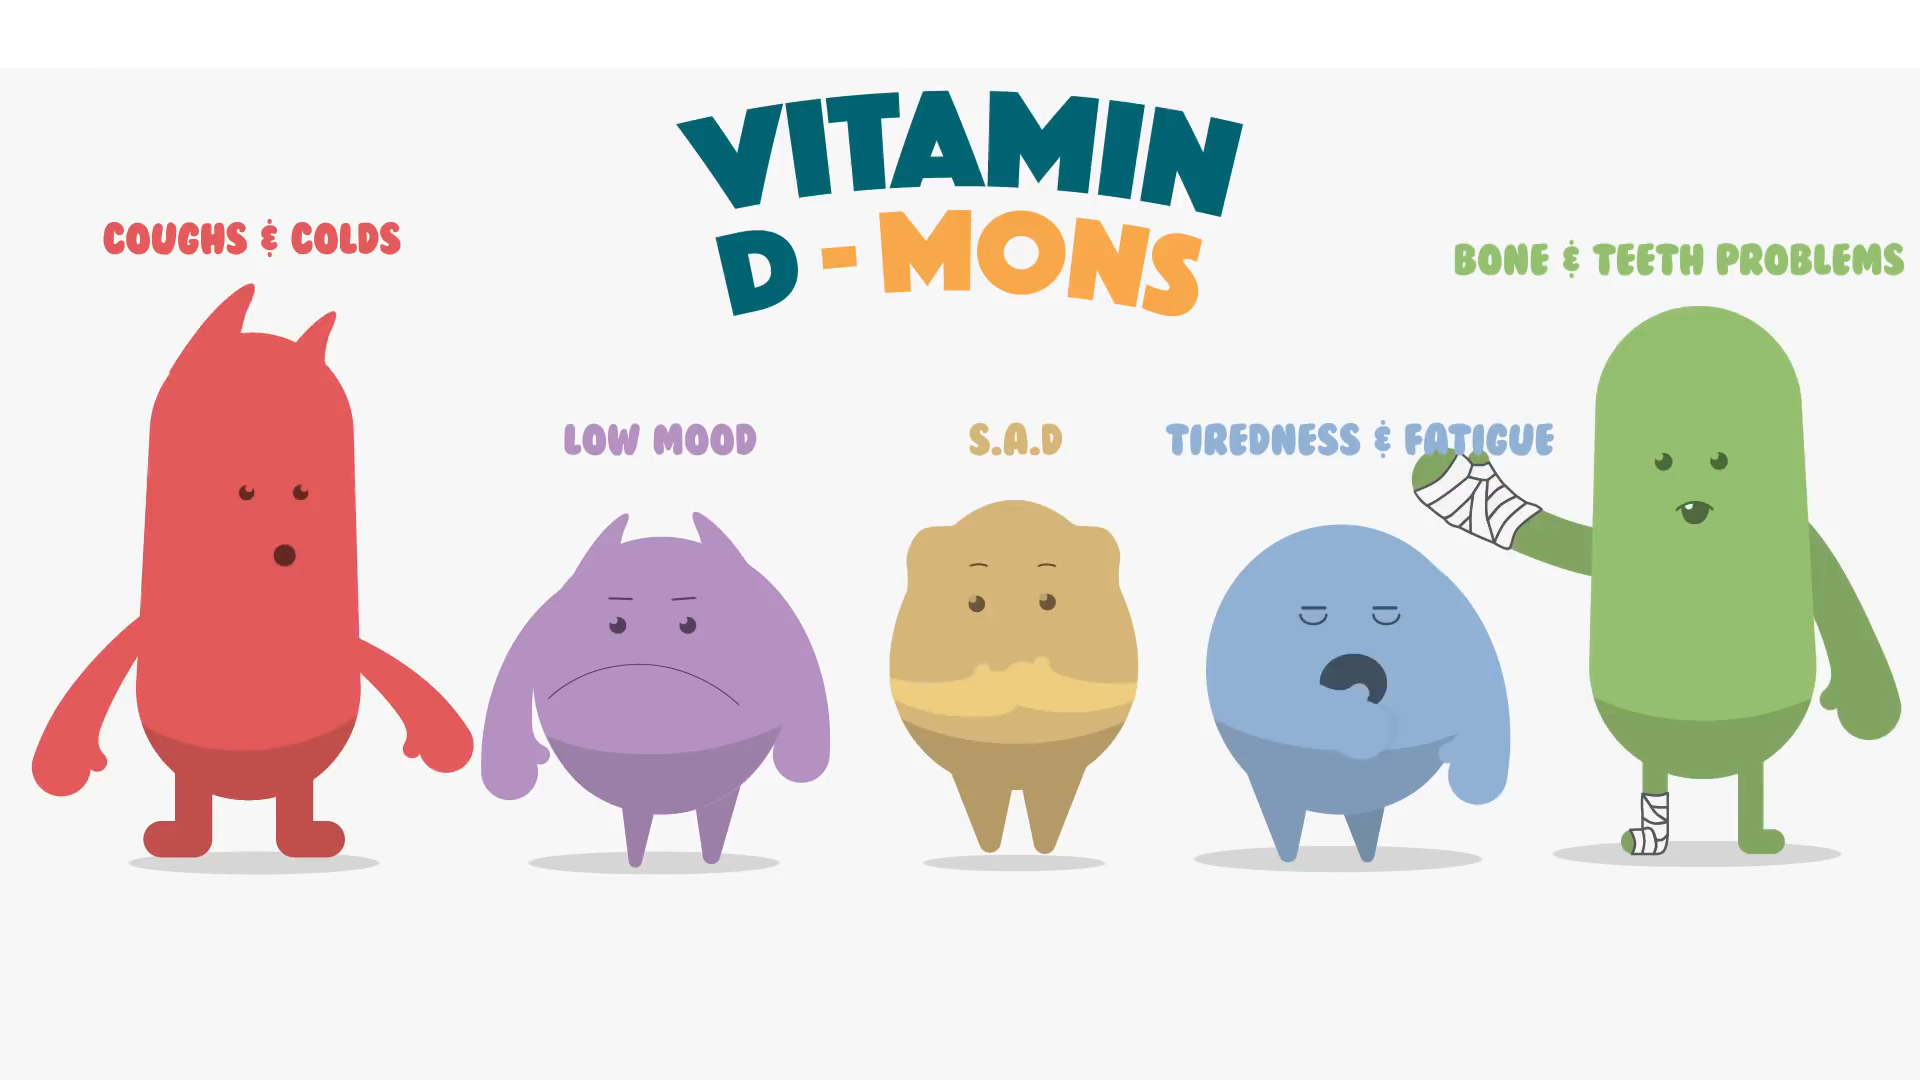 VITAMIN
D-MONS
COUGHS & COLDS
BONE & TEETH PROBLEMS
LOW MOOD
S.A.D
TIREDNESS & FATIGUE